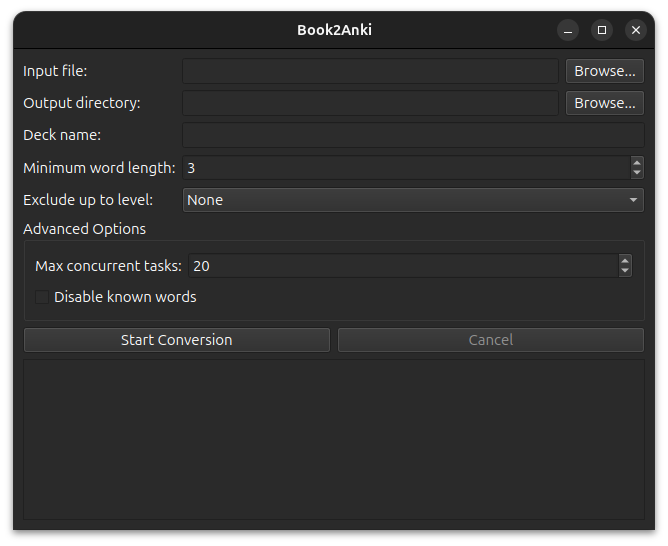 Book2Anki
Input file: Browse...
Output directory: Browse...
Deck name:
Minimum word length: 3
Exclude up to level: None
Advanced Options
Max concurrent tasks: 20
Disable known words
Start Conversion Cancel